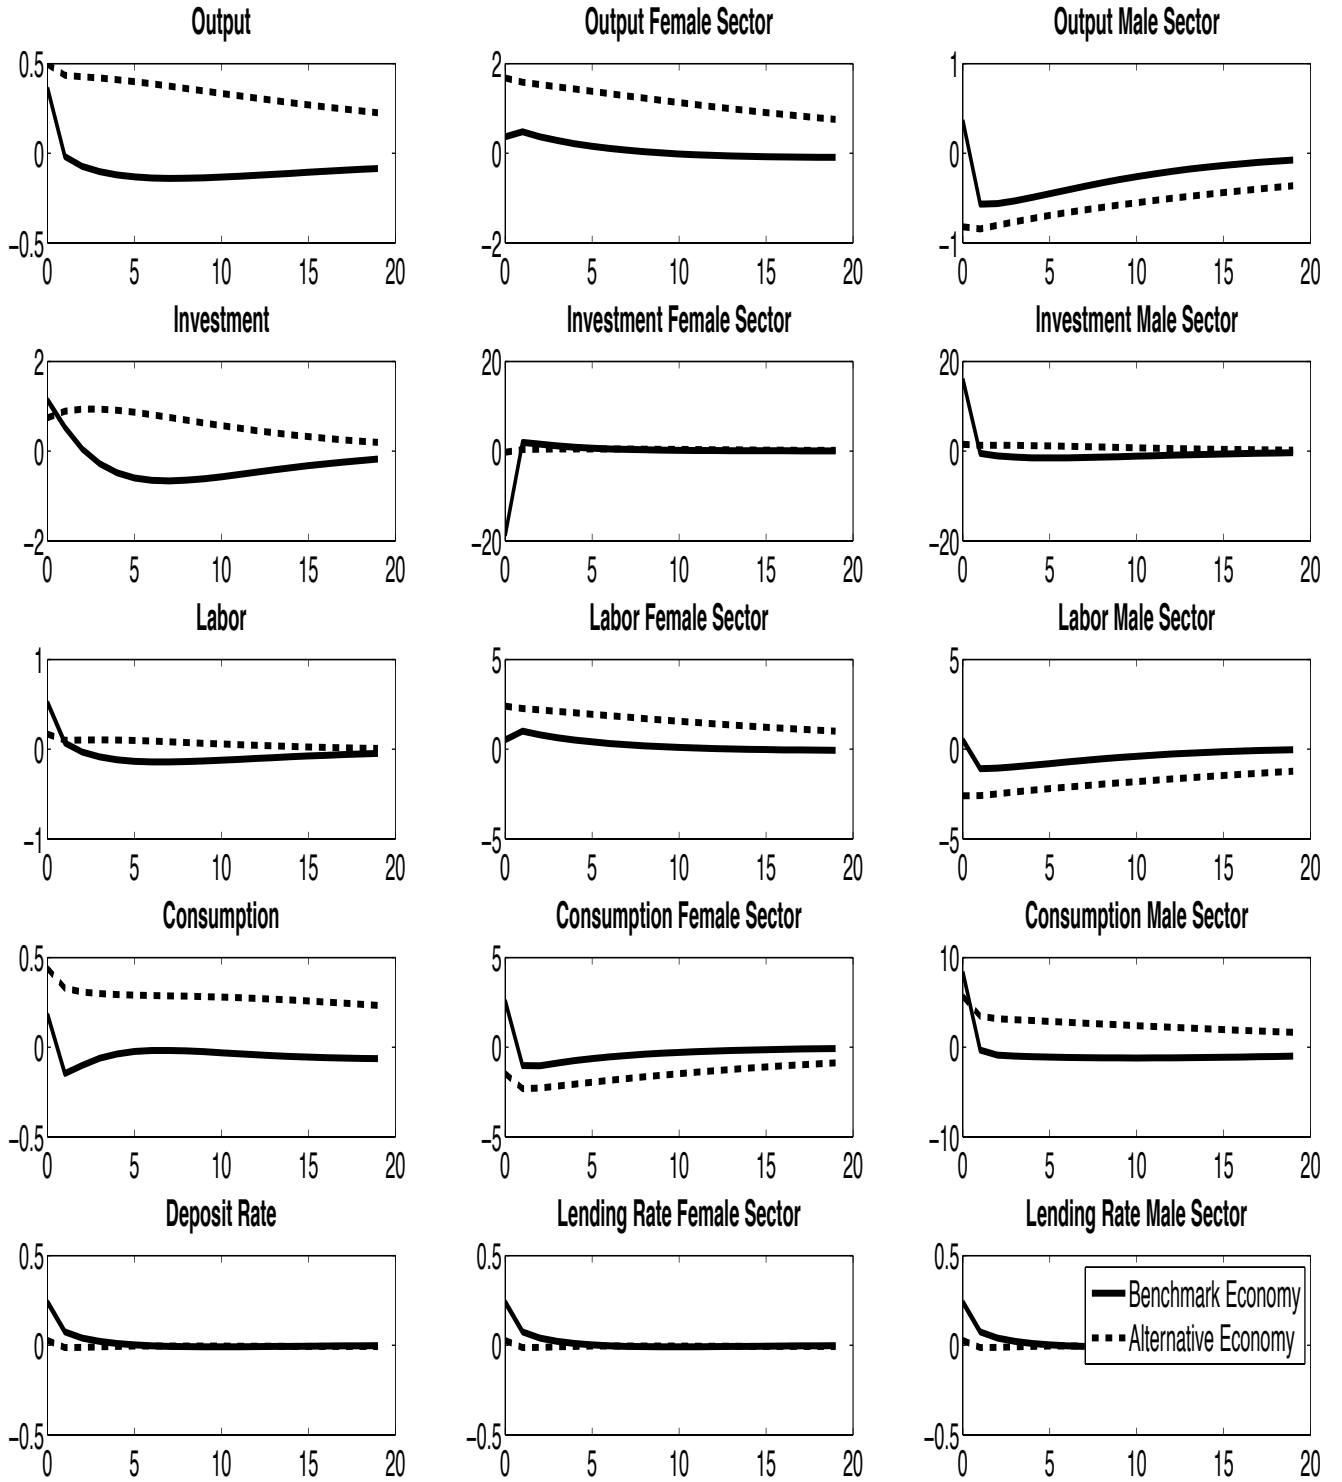 Output
Output Female Sector
Output Male Sector
0.5
0
−0.5
0 5 10 15 20
2
0
−2
0 5 10 15 20
1
0
−1
0 5 10 15 20
Investment
Investment Female Sector
Investment Male Sector
2
0
−2
0 5 10 15 20
20
0
−20
0 5 10 15 20
20
0
−20
0 5 10 15 20
Labor
Labor Female Sector
Labor Male Sector
1
0
−1
0 5 10 15 20
5
0
−5
0 5 10 15 20
5
0
−5
0 5 10 15 20
Consumption
Consumption Female Sector
Consumption Male Sector
0.5
0
−0.5
0 5 10 15 20
5
0
−5
0 5 10 15 20
10
0
−10
0 5 10 15 20
Deposit Rate
Lending Rate Female Sector
Lending Rate Male Sector
0.5
0
−0.5
0 5 10 15 20
0.5
0
−0.5
0 5 10 15 20
0.5
0
−0.5
0 5 10 15 20
Benchmark Economy
Alternative Economy